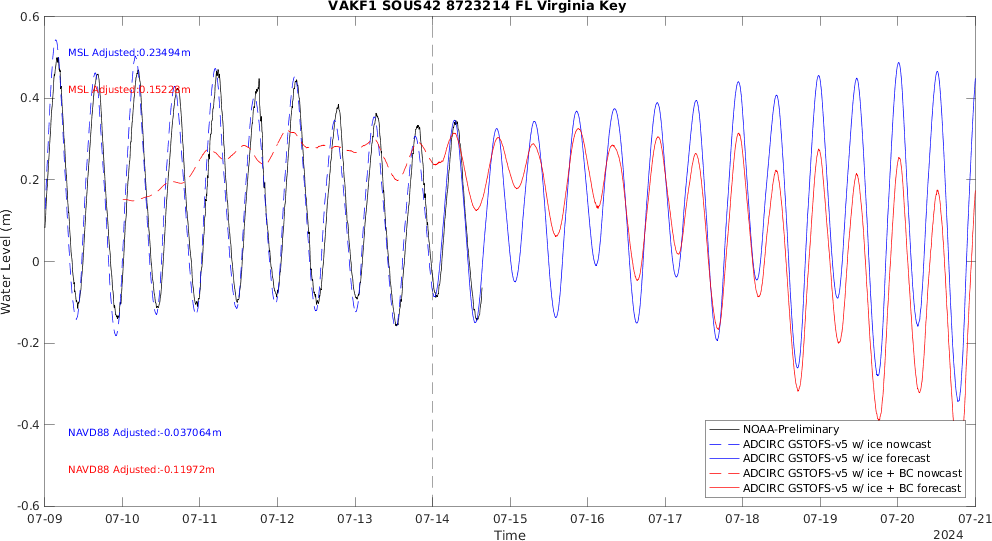 VAKF1 SOUS42 8723214 FL Virginia Key
0.6
0.4
0.2
0
-0.2
-0.4
-0.6
Water Level (m)
MSL Adjusted:0.23494m
MSL Adjusted:0.1522m
NAVD88 Adjusted:-0.037064m
NAVD88 Adjusted:-0.11972m
NOAA-Preliminary
ADCIRC GSTOFS-v5 w/ ice nowcast
ADCIRC GSTOFS-v5 w/ ice forecast
ADCIRC GSTOFS-v5 w/ ice + BC nowcast
ADCIRC GSTOFS-v5 w/ ice + BC forecast
07-09 07-10 07-11 07-12 07-13 07-14 07-15 07-16 07-17 07-18 07-19 07-20 07-21
Time
2024